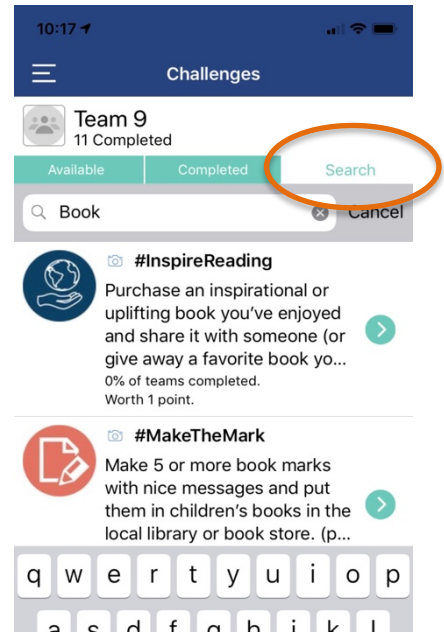 10:17
Challenges
Team 9
11 Completed
Available
Completed
Search
Book
Cancel
#InspireReading
Purchase an inspirational or
uplifting book you've enjoyed
and share it with someone (or
give away a favorite book yo...
0% of teams completed.
Worth 1 point.
#MakeTheMark
Make 5 or more book marks
with nice messages and put
them in children's books in the
local library or book store. (p...
q w e r t y u i o p
a s d f g h j k l